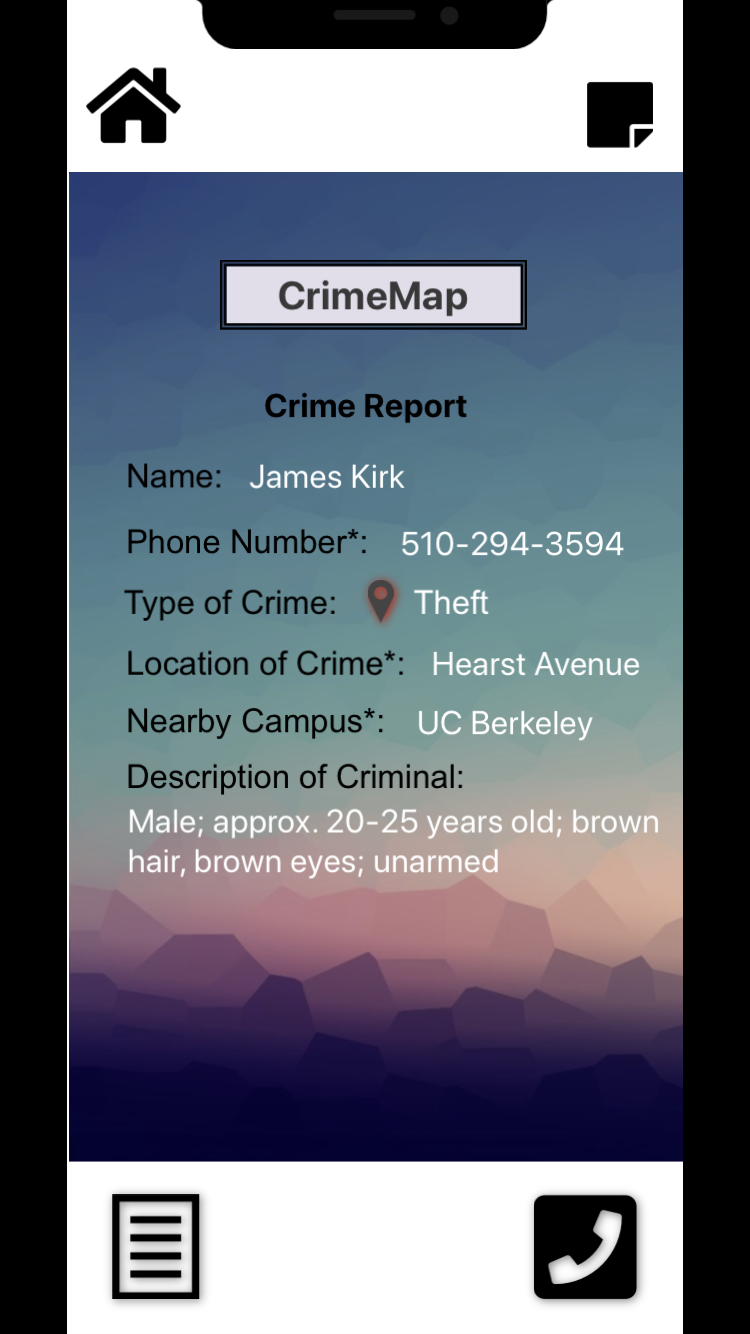 CrimeMap
Crime Report
Name: James Kirk
Phone Number*: 510-294-3594
Type of Crime: Theft
Location of Crime*: Hearst Avenue
Nearby Campus*: UC Berkeley
Description of Criminal:
Male; approx. 20-25 years old; brown
hair, brown eyes; unarmed